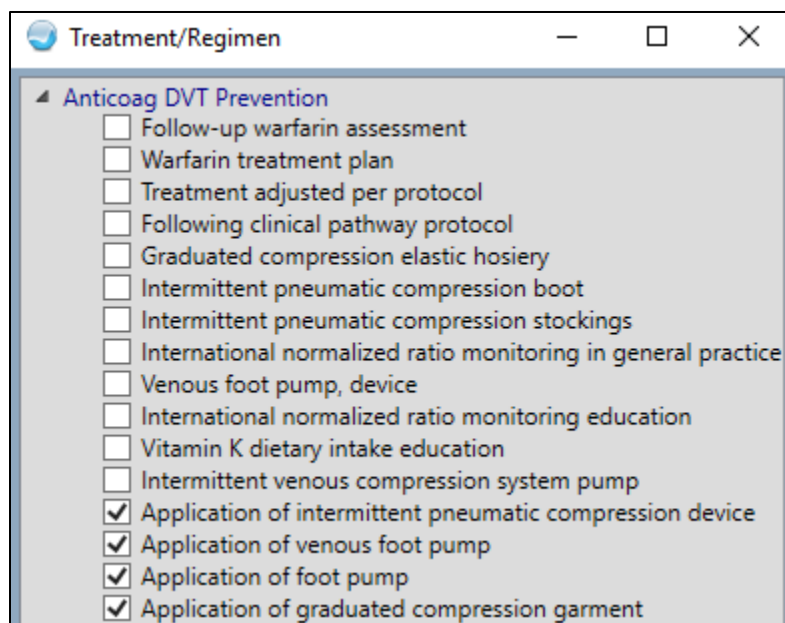 Treatment/Regimen
Anticoag DVT Prevention
Follow-up warfarin assessment
Warfarin treatment plan
Treatment adjusted per protocol
Following clinical pathway protocol
Graduated compression elastic hosiery
Intermittent pneumatic compression boot
Intermittent pneumatic compression stockings
International normalized ratio monitoring in general practice
Venous foot pump, device
International normalized ratio monitoring education
Vitamin K dietary intake education
Intermittent venous compression system pump
Application of intermittent pneumatic compression device
Application of venous foot pump
Application of foot pump
Application of graduated compression garment